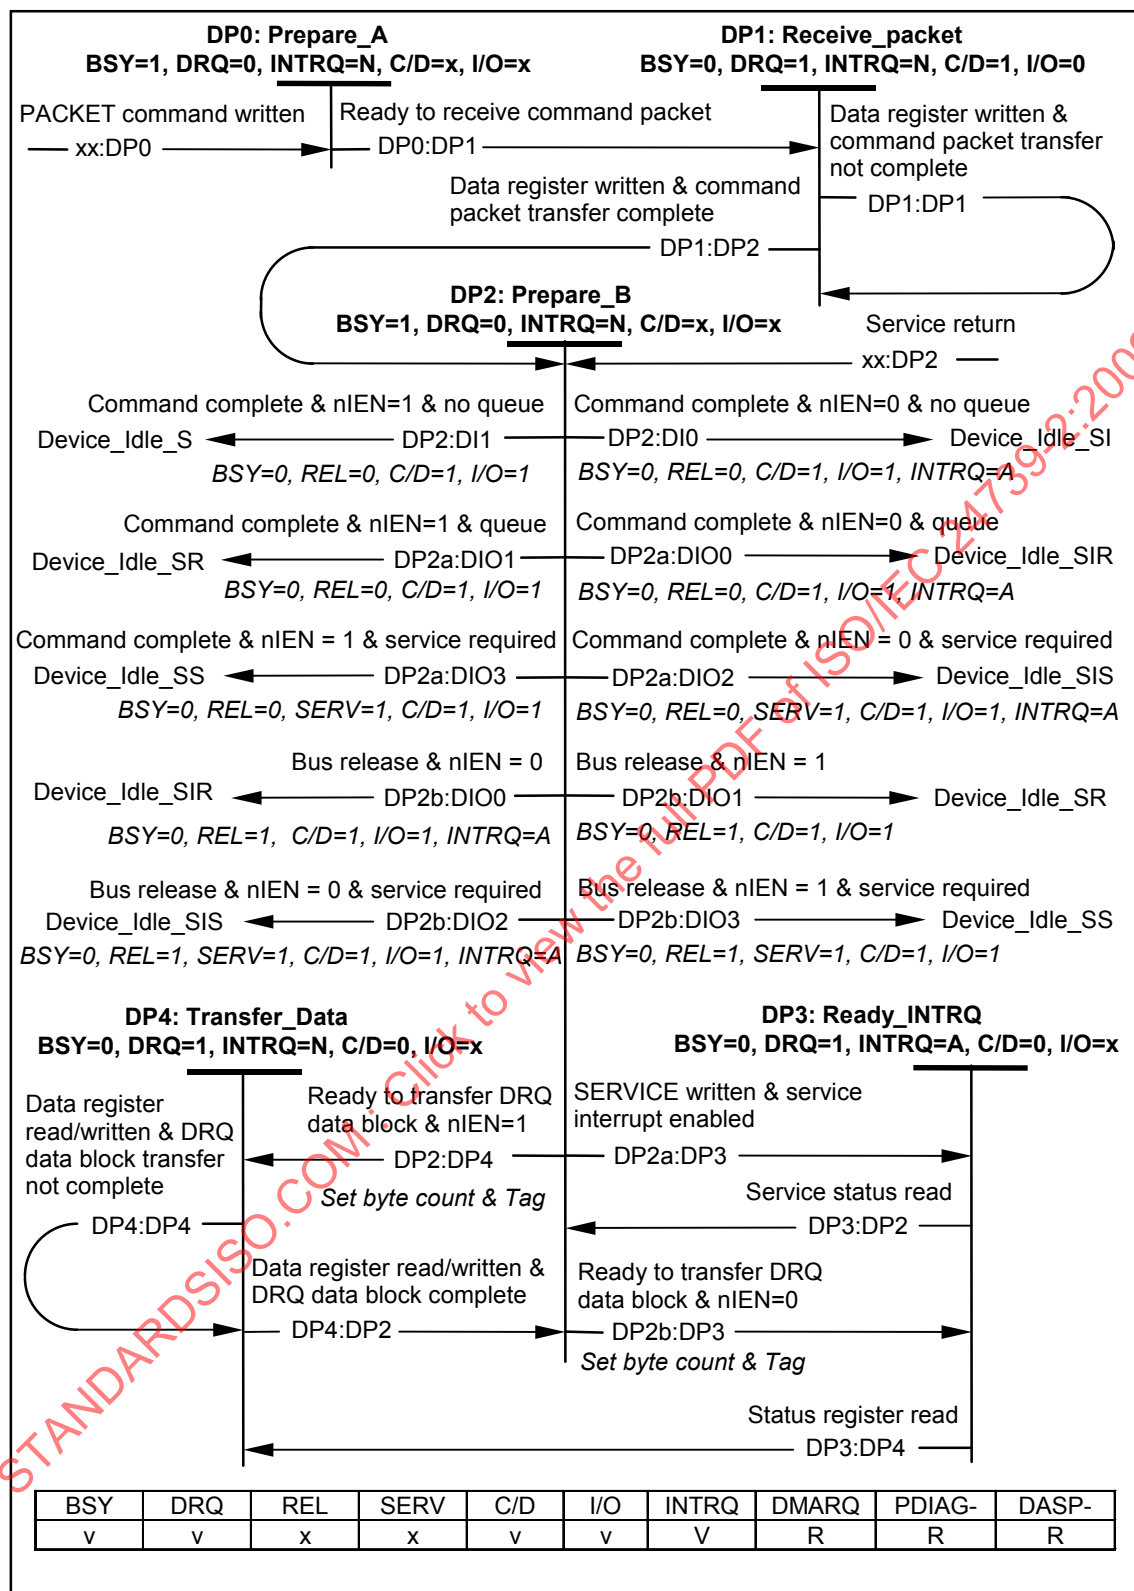 DP0: Prepare_A
BSY=1, DRQ=0, INTRQ=N, C/D=x, I/O=x
DP1: Receive_packet
BSY=0, DRQ=1, INTRQ=N, C/D=1, I/O=0
PACKET command written
xx:DP0
Ready to receive command packet
DP0:DP1
Data register written &
command packet transfer
not complete
DP1:DP1
Data register written & command
packet transfer complete
DP1:DP2
DP2: Prepare_B
BSY=1, DRQ=0, INTRQ=N, C/D=x, I/O=x
Service return
xx:DP2
Command complete & nIEN=1 & no queue
Device_Idle_S
DP2:DI1
BSY=0, REL=0, C/D=1, I/O=1
Command complete & nIEN=0 & no queue
DP2:DI0
Device_Idle_SI
BSY=0, REL=0, C/D=1, I/O=1, INTRQ=A
Command complete & nIEN=1 & queue
Device_Idle_SR
DP2a:DIO1
BSY=0, REL=0, C/D=1, I/O=1
Command complete & nIEN=0 & queue
DP2a:DIO0
Device_Idle_SIR
BSY=0, REL=0, C/D=1, I/O=1, INTRQ=A
Command complete & nIEN = 1 & service required
Device_Idle_SS
DP2a:DIO3
BSY=0, REL=0, SERV=1, C/D=1, I/O=1
Command complete & nIEN = 0 & service required
DP2a:DIO2
Device_Idle_SIS
BSY=0, REL=0, SERV=1, C/D=1, I/O=1, INTRQ=A
Bus release & nIEN = 0
Device_Idle_SIR
DP2b:DIO0
BSY=0, REL=1, C/D=1, I/O=1, INTRQ=A
Bus release & nIEN = 1
DP2b:DIO1
Device_Idle_SR
BSY=0, REL=1, C/D=1, I/O=1
Bus release & nIEN = 0 & service required
Device_Idle_SIS
DP2b:DIO2
BSY=0, REL=1, SERV=1, C/D=1, I/O=1, INTRQ=A
Bus release & nIEN = 1 & service required
DP2b:DIO3
Device_Idle_SS
BSY=0, REL=1, SERV=1, C/D=1, I/O=1
DP4: Transfer_Data
BSY=0, DRQ=1, INTRQ=N, C/D=0, I/O=x
DP3: Ready_INTRQ
BSY=0, DRQ=1, INTRQ=A, C/D=0, I/O=x
Data register
read/written & DRQ
data block transfer
not complete
DP4:DP4
Ready to transfer DRQ
data block & nIEN=1
DP2:DP4
Set byte count & Tag
SERVICE written & service
interrupt enabled
DP2a:DP3
Service status read
DP3:DP2
Data register read/written &
DRQ data block complete
DP4:DP2
Ready to transfer DRQ
data block & nIEN=0
DP2b:DP3
Set byte count & Tag
Status register read
DP3:DP4
BSY DRQ REL SERV C/D I/O INTRQ DMARQ PDIAG- DASP-
v v x x v v V R R R
STANDARDSISO.COM : Click to view the full PDF of ISO/IEC 24739-2:200